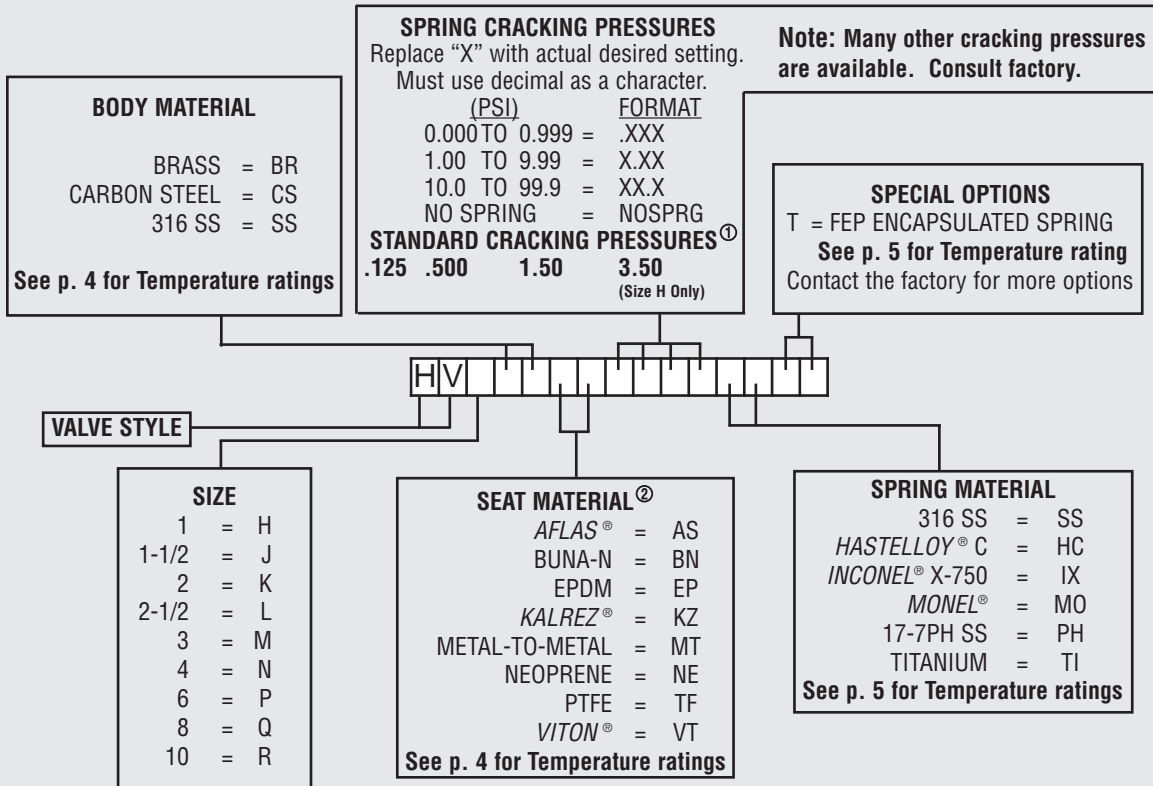 SPRING CRACKING PRESSURES
Replace “X” with actual desired setting.
Must use decimal as a character.
(PSI) FORMAT
0.000 TO 0.999 = .XXX
1.00 TO 9.99 = X.XX
10.0 TO 99.9 = XX.X
NO SPRING = NOSPRG
STANDARD CRACKING PRESSURES①
.125 .500 1.50 3.50
(Size H Only)
Note: Many other cracking pressures
are available. Consult factory.
BODY MATERIAL
BRASS = BR
CARBON STEEL = CS
316 SS = SS
See p. 4 for Temperature ratings
SPECIAL OPTIONS
T = FEP ENCAPSULATED SPRING
See p. 5 for Temperature rating
Contact the factory for more options
HV
VALVE STYLE
SIZE
1 = H
1-1/2 = J
2 = K
2-1/2 = L
3 = M
4 = N
6 = P
8 = Q
10 = R
SEAT MATERIAL②
AFLAS® = AS
BUNA-N = BN
EPDM = EP
KALREZ® = KZ
METAL-TO-METAL = MT
NEOPRENE = NE
PTFE = TF
VITON® = VT
See p. 4 for Temperature ratings
SPRING MATERIAL
316 SS = SS
HASTELLOY® C = HC
INCONEL® X-750 = IX
MONEL® = MO
17-7PH SS = PH
TITANIUM = TI
See p. 5 for Temperature ratings